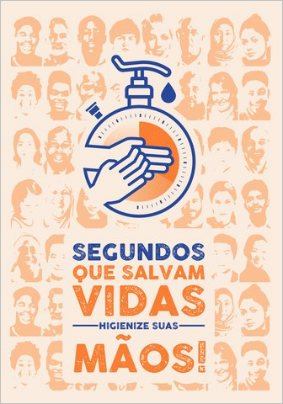 SEGUNDOS
QUE SALVAM
VIDAS
HIGIENIZE SUAS
MÃOS!